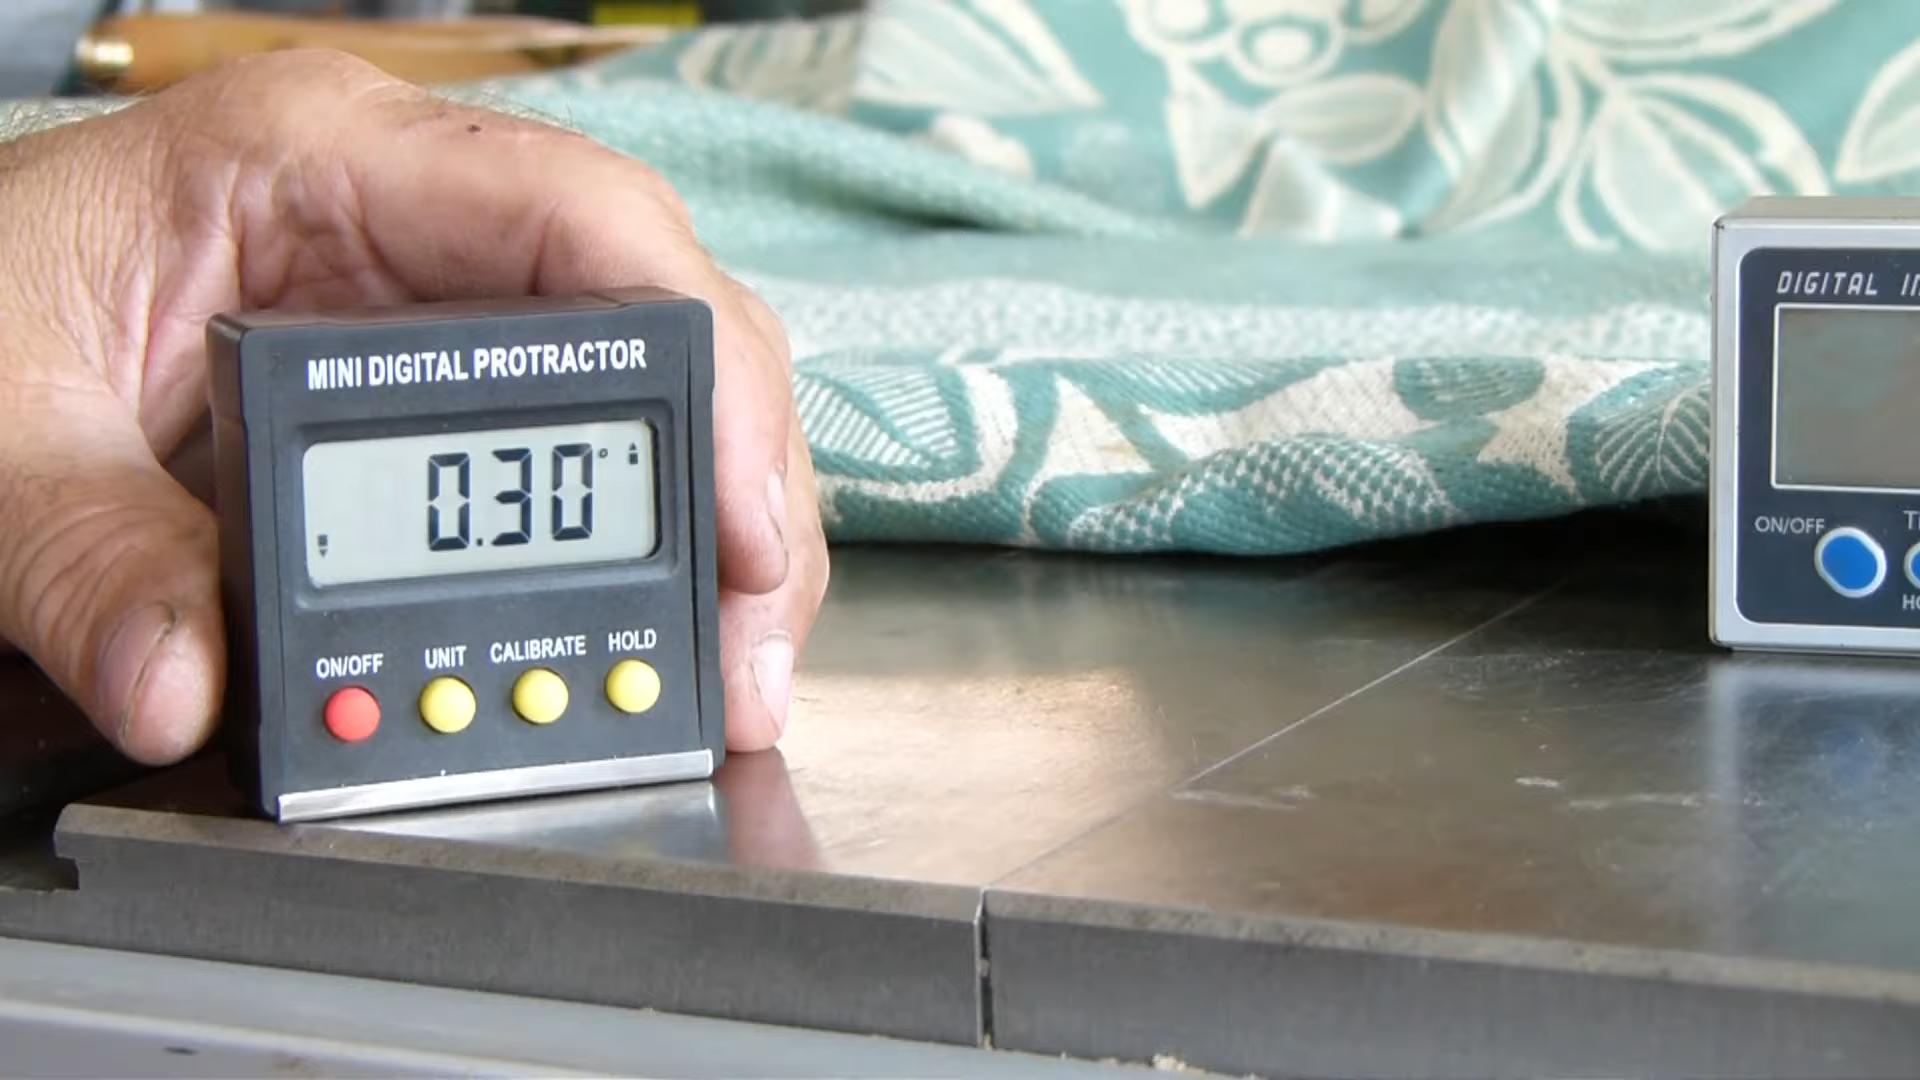 MINI DIGITAL PROTRACTOR
0.30°
ON/OFF UNIT CALIBRATE HOLD
DIGITAL
ON/OFF